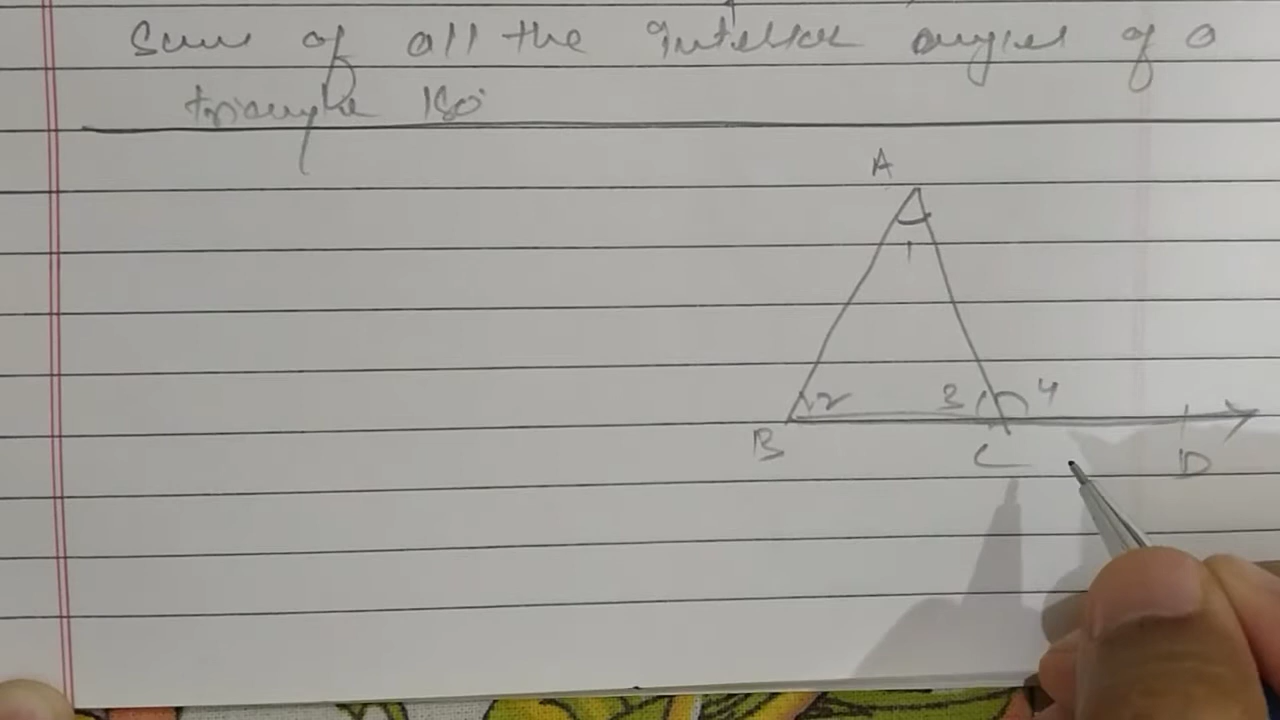 Sum of all the interior angles of a
triangle 180°
A
1
2
3
4
B
C
D